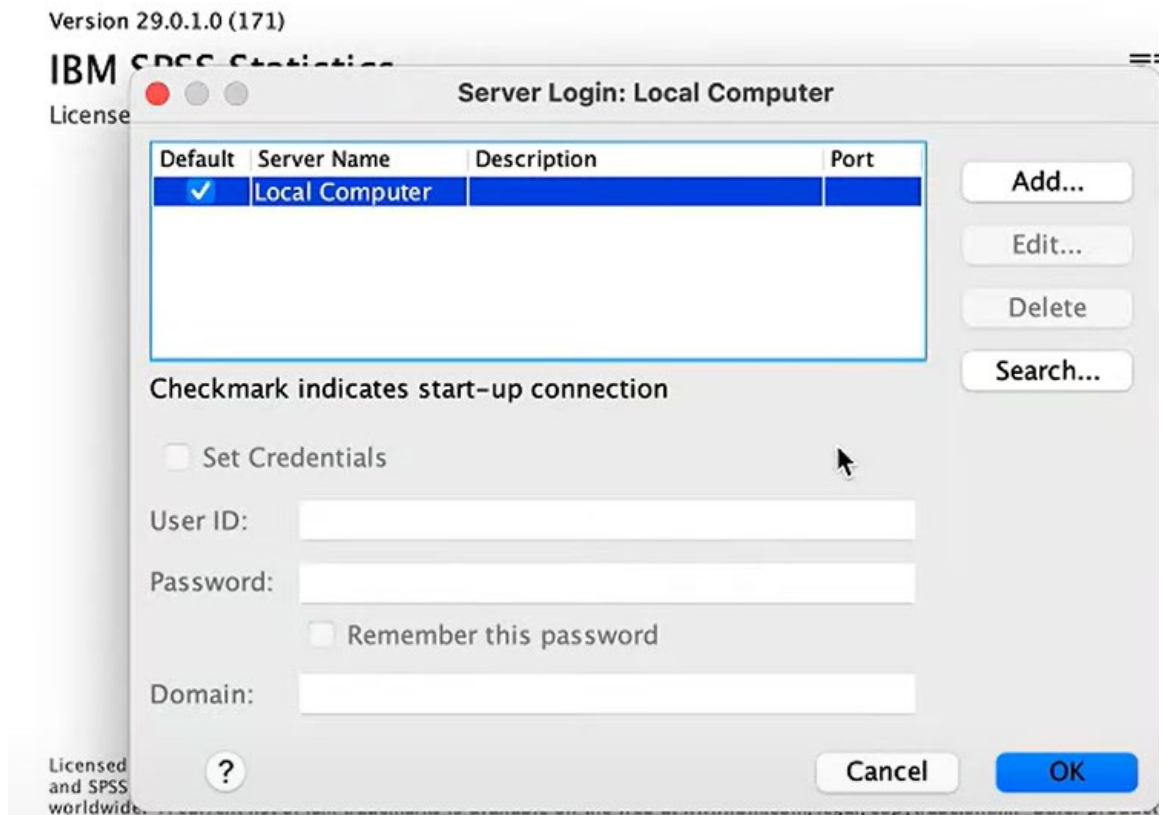 Version 29.0.1.0 (171)
IBM SPSS Statistics
License
Server Login: Local Computer
Default Server Name Description Port
Local Computer
Add...
Edit...
Delete
Search...
Checkmark indicates start-up connection
Set Credentials
User ID:
Password:
Remember this password
Domain:
?
Cancel
OK
Licensed
and SPSS